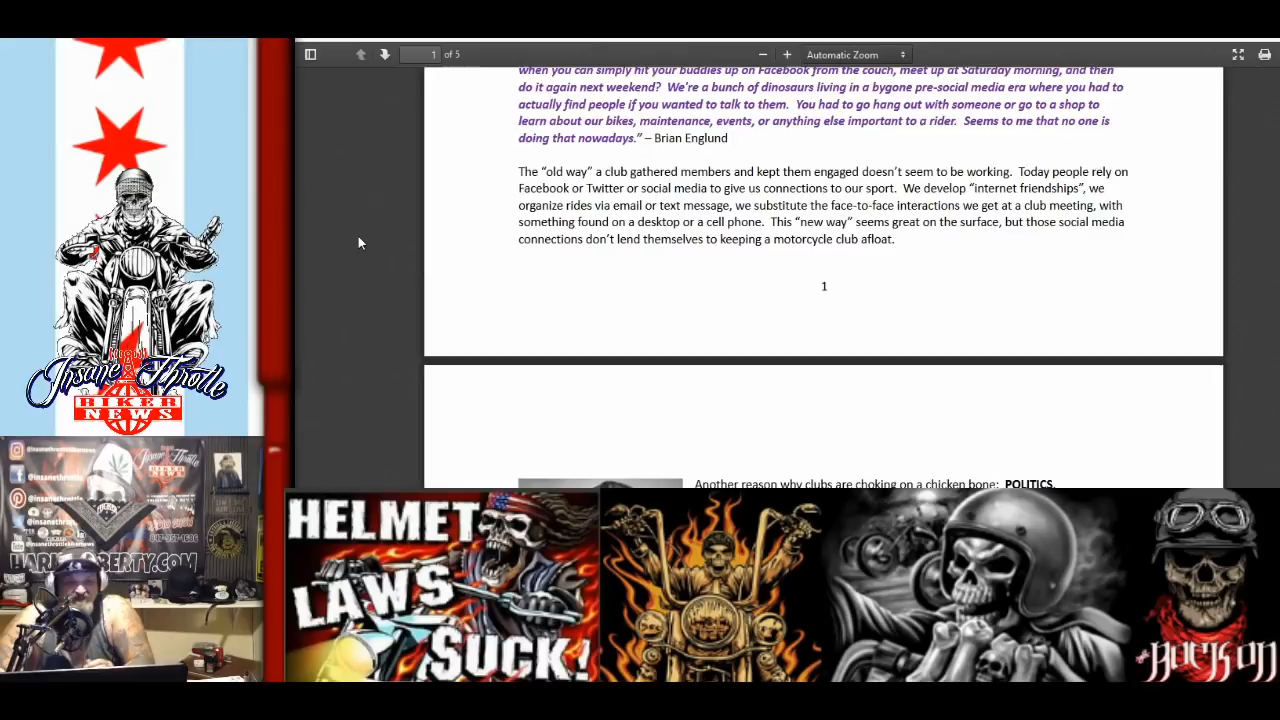 1 of 5
Automatic Zoom
when you can simply hit your buddies up on Facebook from the couch, meet up at Saturday morning, and then
do it again next weekend? We're a bunch of dinosaurs living in a bygone pre-social media era where you had to
actually find people if you wanted to talk to them. You had to go hang out with someone or go to a shop to
learn about our bikes, maintenance, events, or anything else important to a rider. Seems to me that no one is
doing that nowadays.” – Brian Englund
The “old way” a club gathered members and kept them engaged doesn’t seem to be working. Today people rely on
Facebook or Twitter or social media to give us connections to our sport. We develop “internet friendships”, we
organize rides via email or text message, we substitute the face-to-face interactions we get at a club meeting, with
something found on a desktop or a cell phone. This “new way” seems great on the surface, but those social media
connections don’t lend themselves to keeping a motorcycle club afloat.
1
Another reason why clubs are choking on a chicken bone: POLITICS.
Insane Throttle
BIKER
NEWS
@insanethrottlebikernews
@insanethrottle
HELMET
LAWS
SUCK!